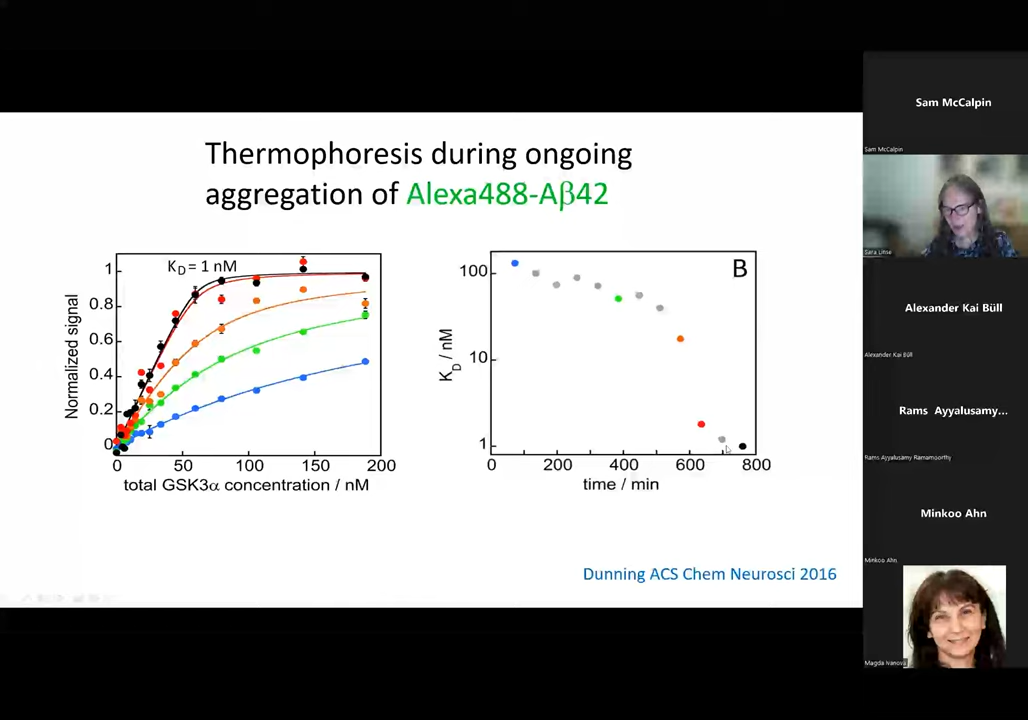 Thermophoresis during ongoing
aggregation of Alexa488-Aβ42
K_D = 1 nM
Normalized signal
1
0.8
0.6
0.4
0.2
0
0 50 100 150 200
total GSK3α concentration / nM
B
K_D / nM
100
10
1
0 200 400 600 800
time / min
Dunning ACS Chem Neurosci 2016
Sam McCalpin
Sam McCalpin
Sara Linse
Alexander Kai Büll
Alexander Kai Büll
Rams Ayyalusamy...
Rams Ayyalusamy Ramamoorthy
Minkoo Ahn
Minkoo Ahn
Magda Ivanova